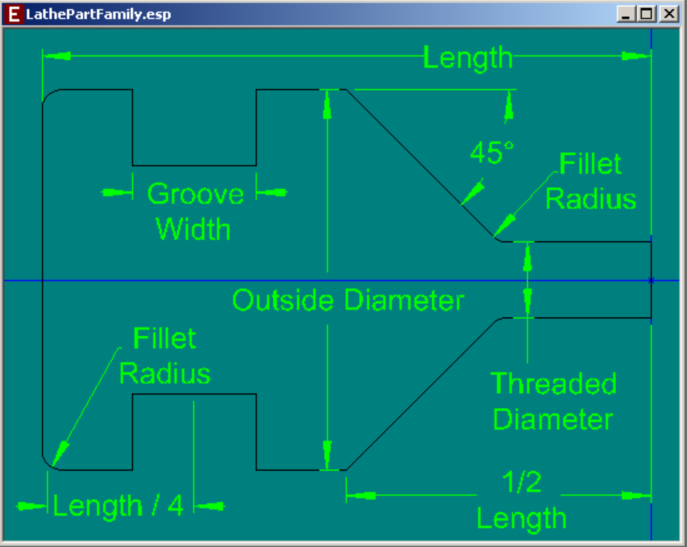 E LathePartFamily.esp
Length
45°
Fillet
Radius
Groove
Width
Outside Diameter
Fillet
Radius
Threaded
Diameter
Length / 4
1/2
Length